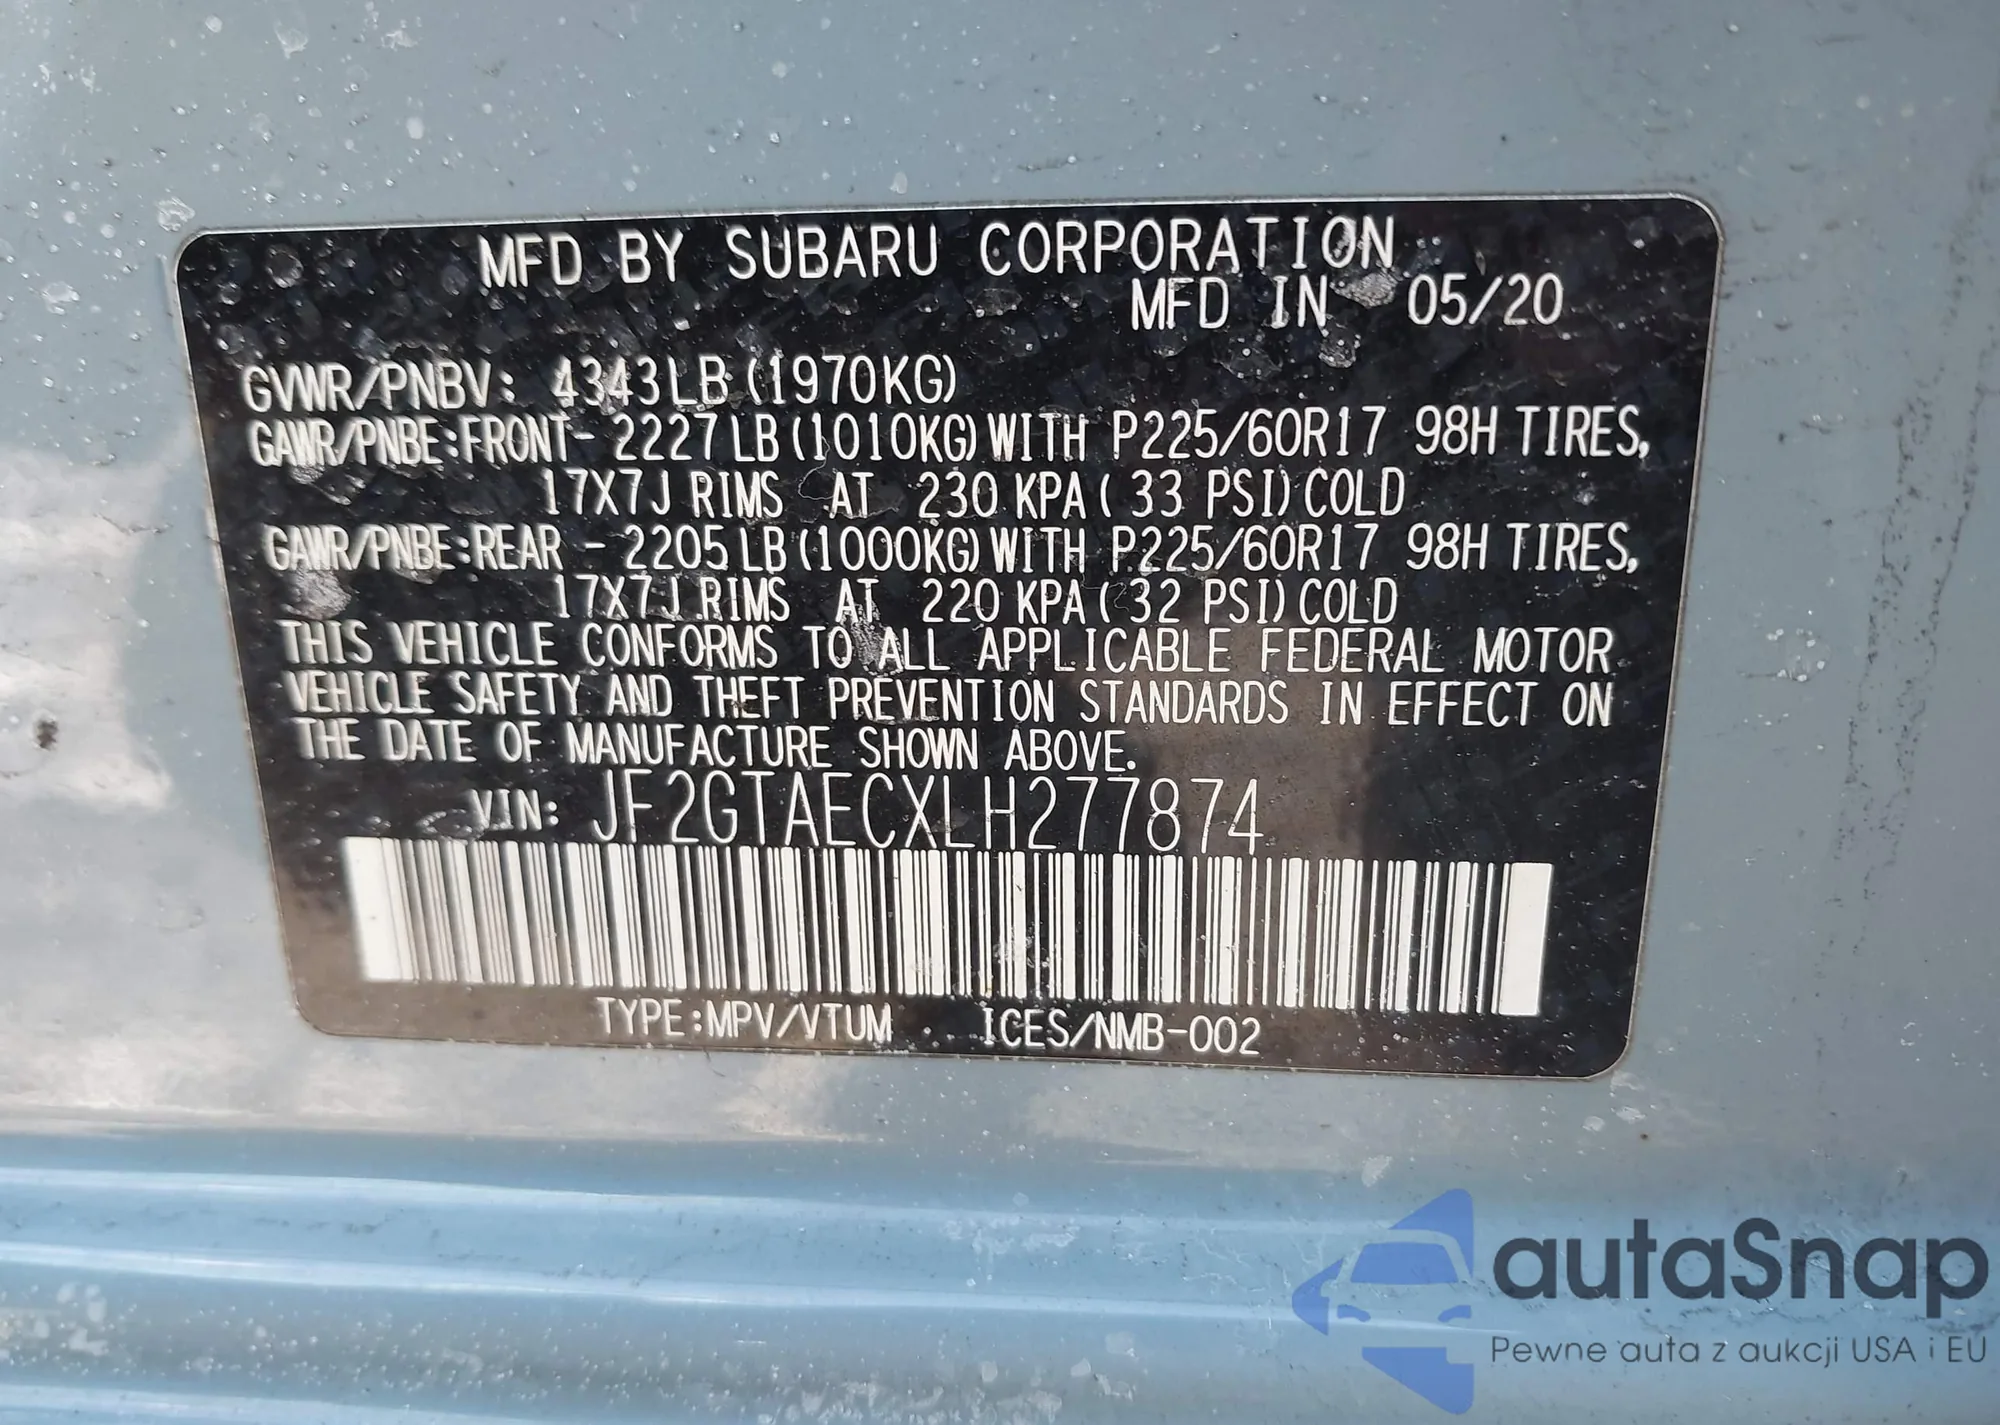 MFD BY SUBARU CORPORATION
MFD IN 05/20
GVWR/PNBV: 4343LB (1970KG)
GAWR/PNBE:FRONT- 2227LB (1010KG) WITH P225/60R17 98H TIRES,
17X7J RIMS AT 230 KPA ( 33 PSI) COLD
GAWR/PNBE:REAR - 2205LB (1000KG) WITH P225/60R17 98H TIRES,
17X7J RIMS AT 220 KPA ( 32 PSI) COLD
THIS VEHICLE CONFORMS TO ALL APPLICABLE FEDERAL MOTOR
VEHICLE SAFETY AND THEFT PREVENTION STANDARDS IN EFFECT ON
THE DATE OF MANUFACTURE SHOWN ABOVE.
VIN: JF2GTAECXLH277874
TYPE:MPV/VTUM ICES/NMB-002
autaSnap
Pewne auta z aukcji USA i EU